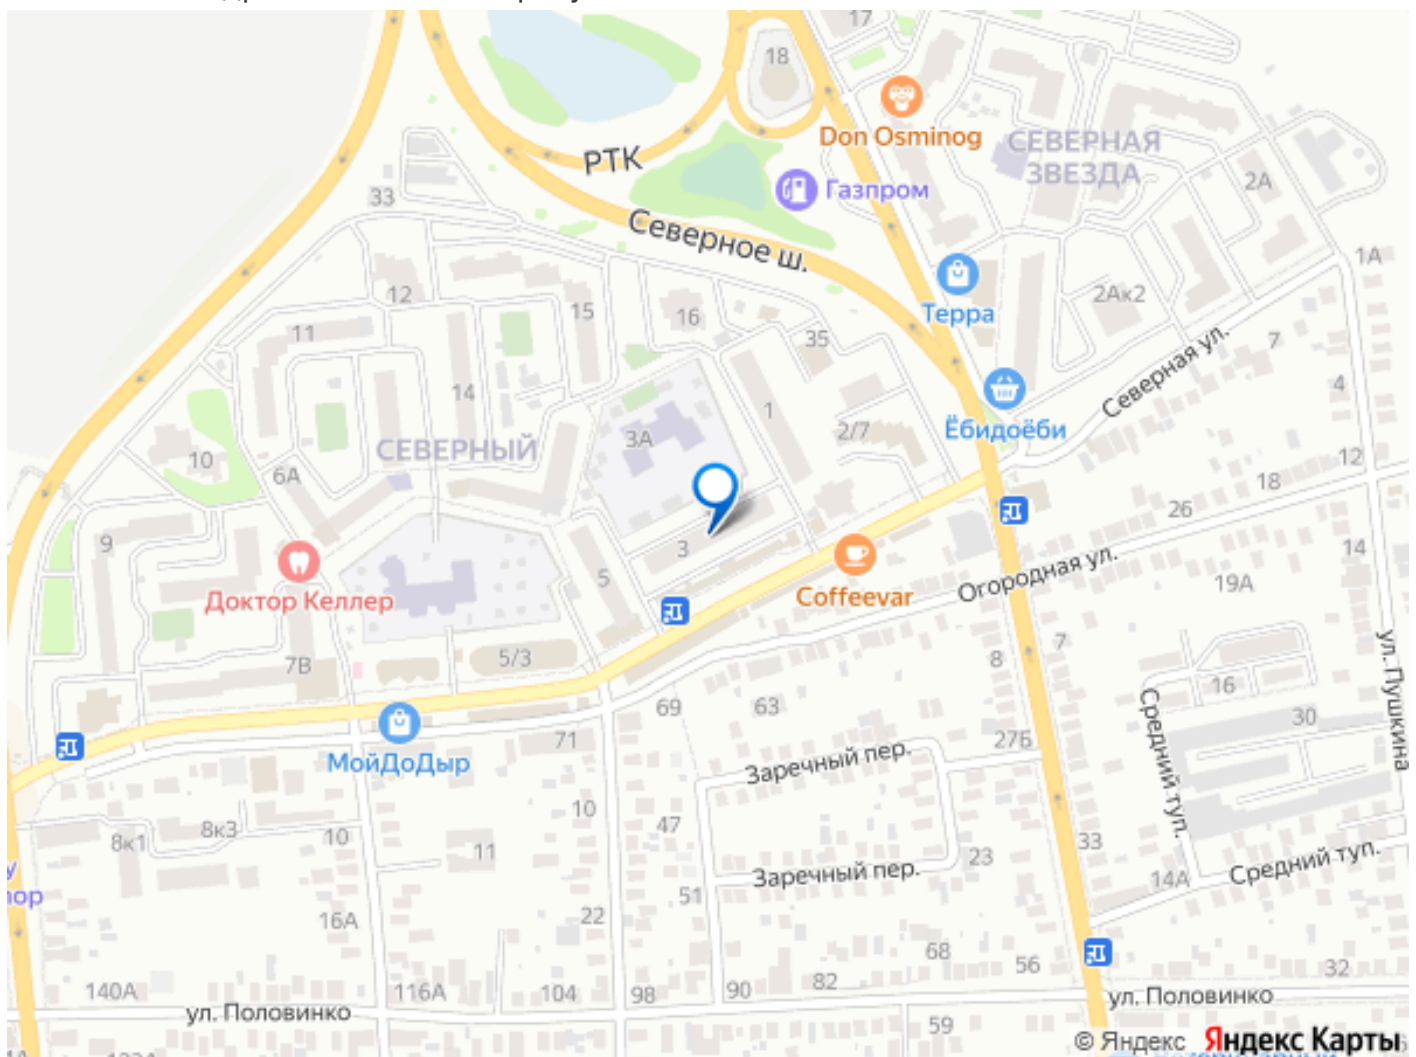 17
18
Don Osminog
СЕВЕРНАЯ
ЗВЕЗДА
РТК
Газпром
2А
33
Северное ш.
1А
12
15
16
Терра
2Ак2
11
35
7
Северная ул.
14
1
4
3А
2/7
Ёбидоёби
СЕВЕРНЫЙ
10
6А
12
18
26
9
3
14
5
Coffeevar
Огородная ул.
19А
Доктор Келлер
7
ул. Пушкина
5/3
8
7В
16
69
63
30
Средний туп.
71
27Б
МойДоДыр
Заречный пер.
10
47
8к1
8к3
10
33
11
23
Средний туп.
Заречный пер.
14А
51
16А
22
68
56
32
82
140А
116А
104
98
90
ул. Половинко
ул. Половинко
59
© Яндекс Яндекс Карты